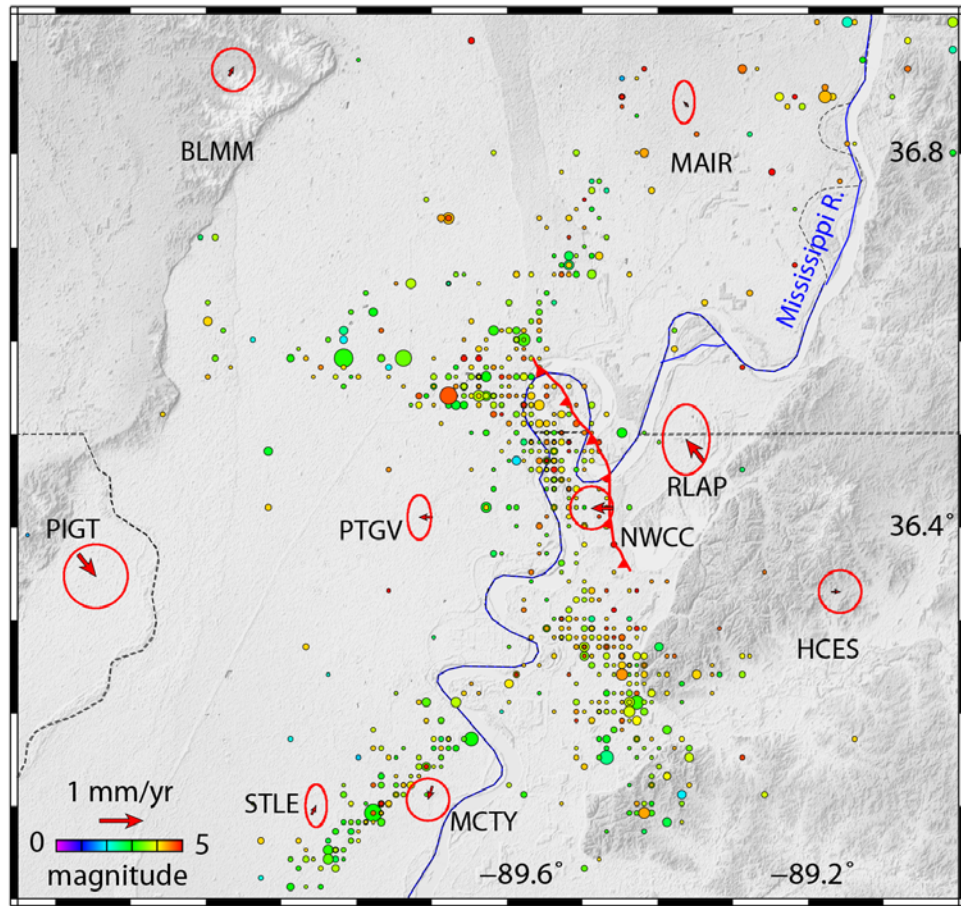 BLMM
MAIR
36.8
Mississippi R.
RLAP
PIGT
PTGV
NWCC
36.4°
HCES
1 mm/yr
STLE
MCTY
0
5
magnitude
−89.6°
−89.2°